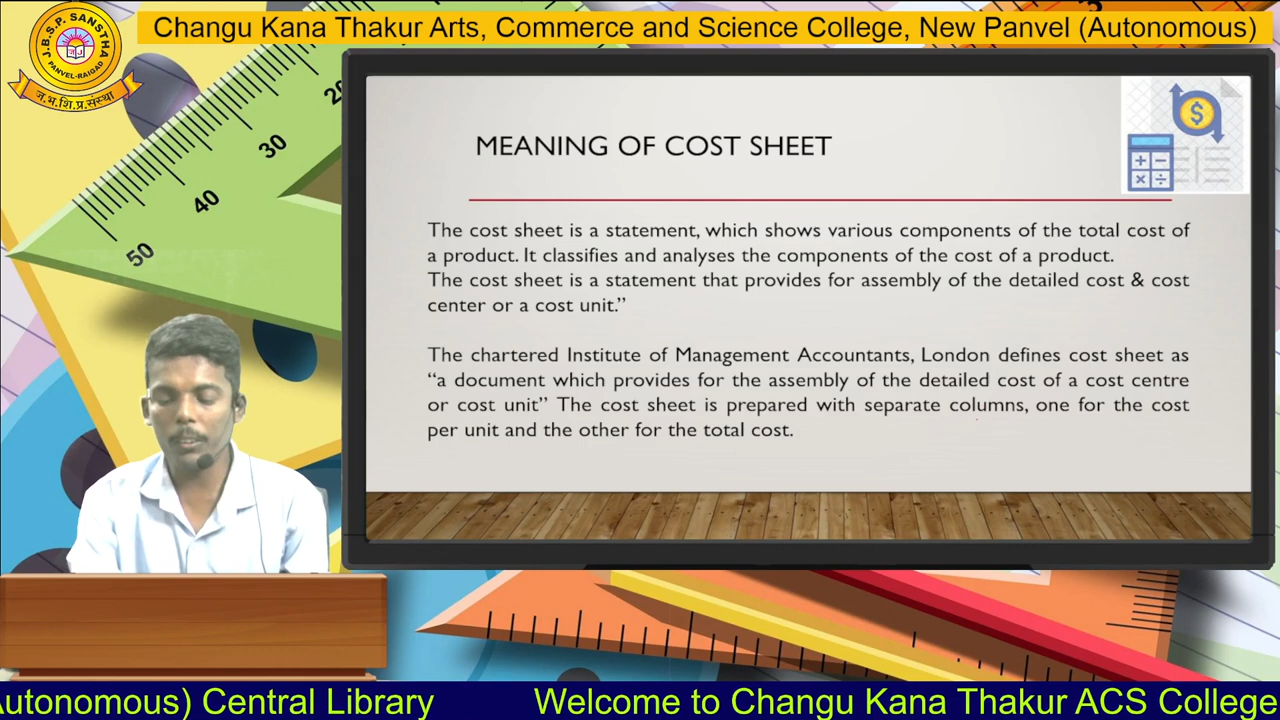 Changu Kana Thakur Arts, Commerce and Science College, New Panvel (Autonomous)
J.B.S.P. SANSTHA
PANVEL-RAIGAD
ज.भ.शि.प्र.संस्था
20
30
40
50
MEANING OF COST SHEET
$
The cost sheet is a statement, which shows various components of the total cost of
a product. It classifies and analyses the components of the cost of a product.
The cost sheet is a statement that provides for assembly of the detailed cost & cost
center or a cost unit.”
The chartered Institute of Management Accountants, London defines cost sheet as
“a document which provides for the assembly of the detailed cost of a cost centre
or cost unit” The cost sheet is prepared with separate columns, one for the cost
per unit and the other for the total cost.
Autonomous) Central Library Welcome to Changu Kana Thakur ACS College